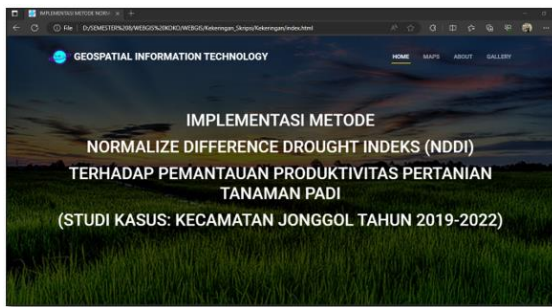 IMPLEMENTASI METODE NORM
File
D:/SEMESTER%208/WEBGIS%20KOKO/WEBGIS/Kekeringan_Skripsi/Kekeringan/index.html
GEOSPATIAL INFORMATION TECHNOLOGY
HOME MAPS ABOUT GALLERY
IMPLEMENTASI METODE
NORMALIZE DIFFERENCE DROUGHT INDEKS (NDDI)
TERHADAP PEMANTAUAN PRODUKTIVITAS PERTANIAN
TANAMAN PADI
(STUDI KASUS: KECAMATAN JONGGOL TAHUN 2019-2022)